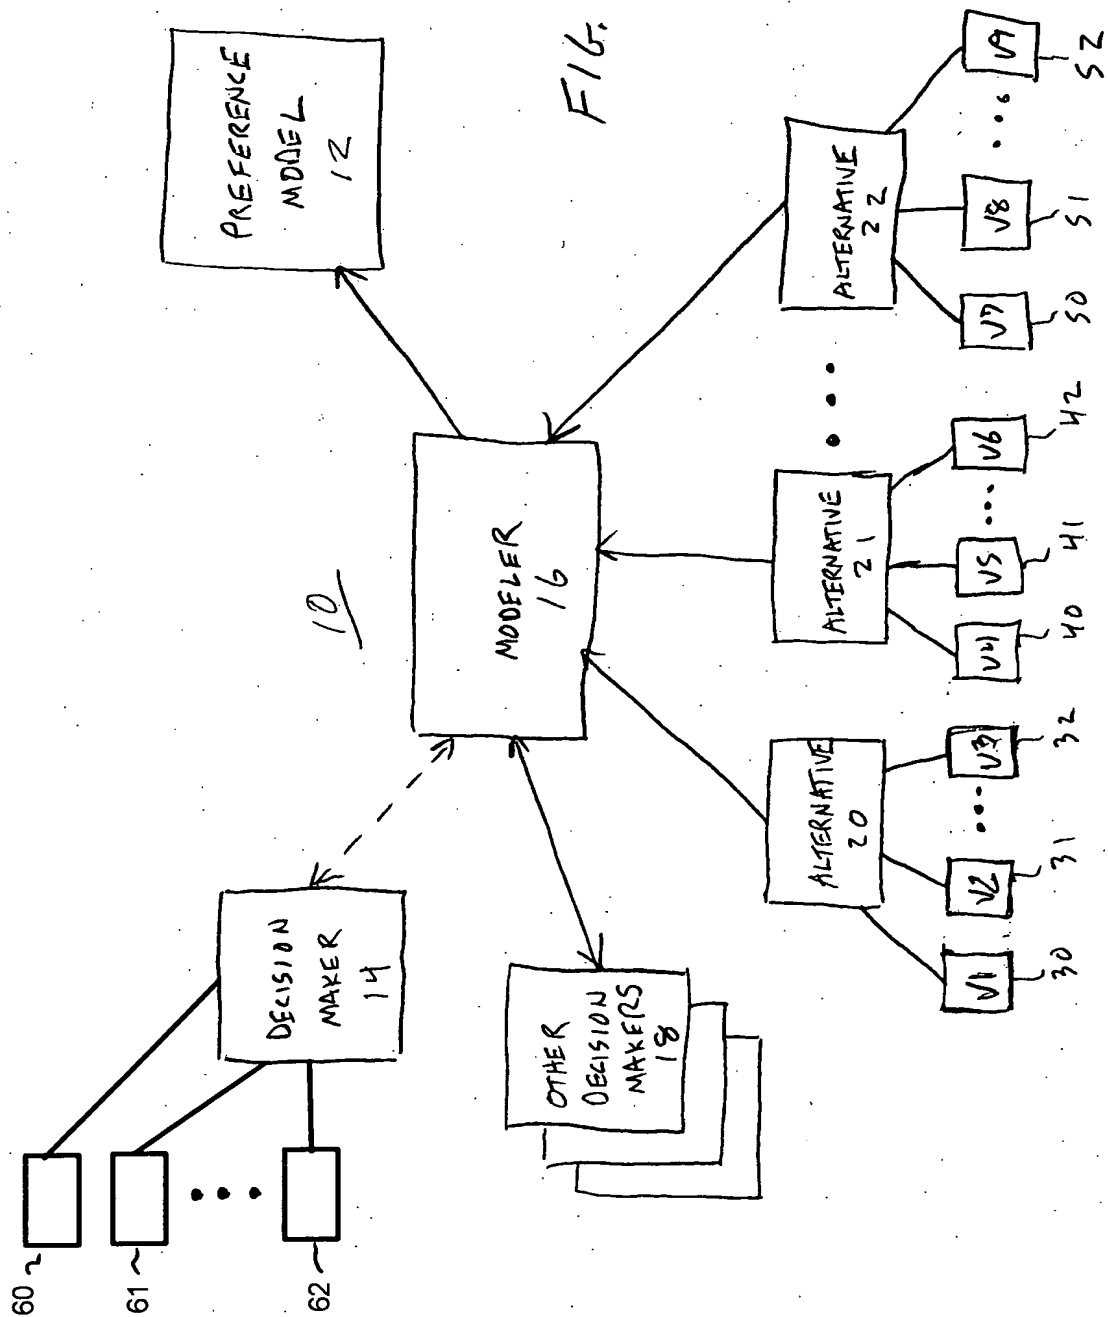 60
61
62
DECISION
MAKER
14
10
PREFERENCE
MODEL
12
OTHER
DECISION
MAKERS
18
MODELER
16
FIG.
ALTERNATIVE
20
ALTERNATIVE
21
ALTERNATIVE
22
V1
V2
V3
V4
V5
V6
V7
V8
V9
30
31
32
40
41
42
50
51
52